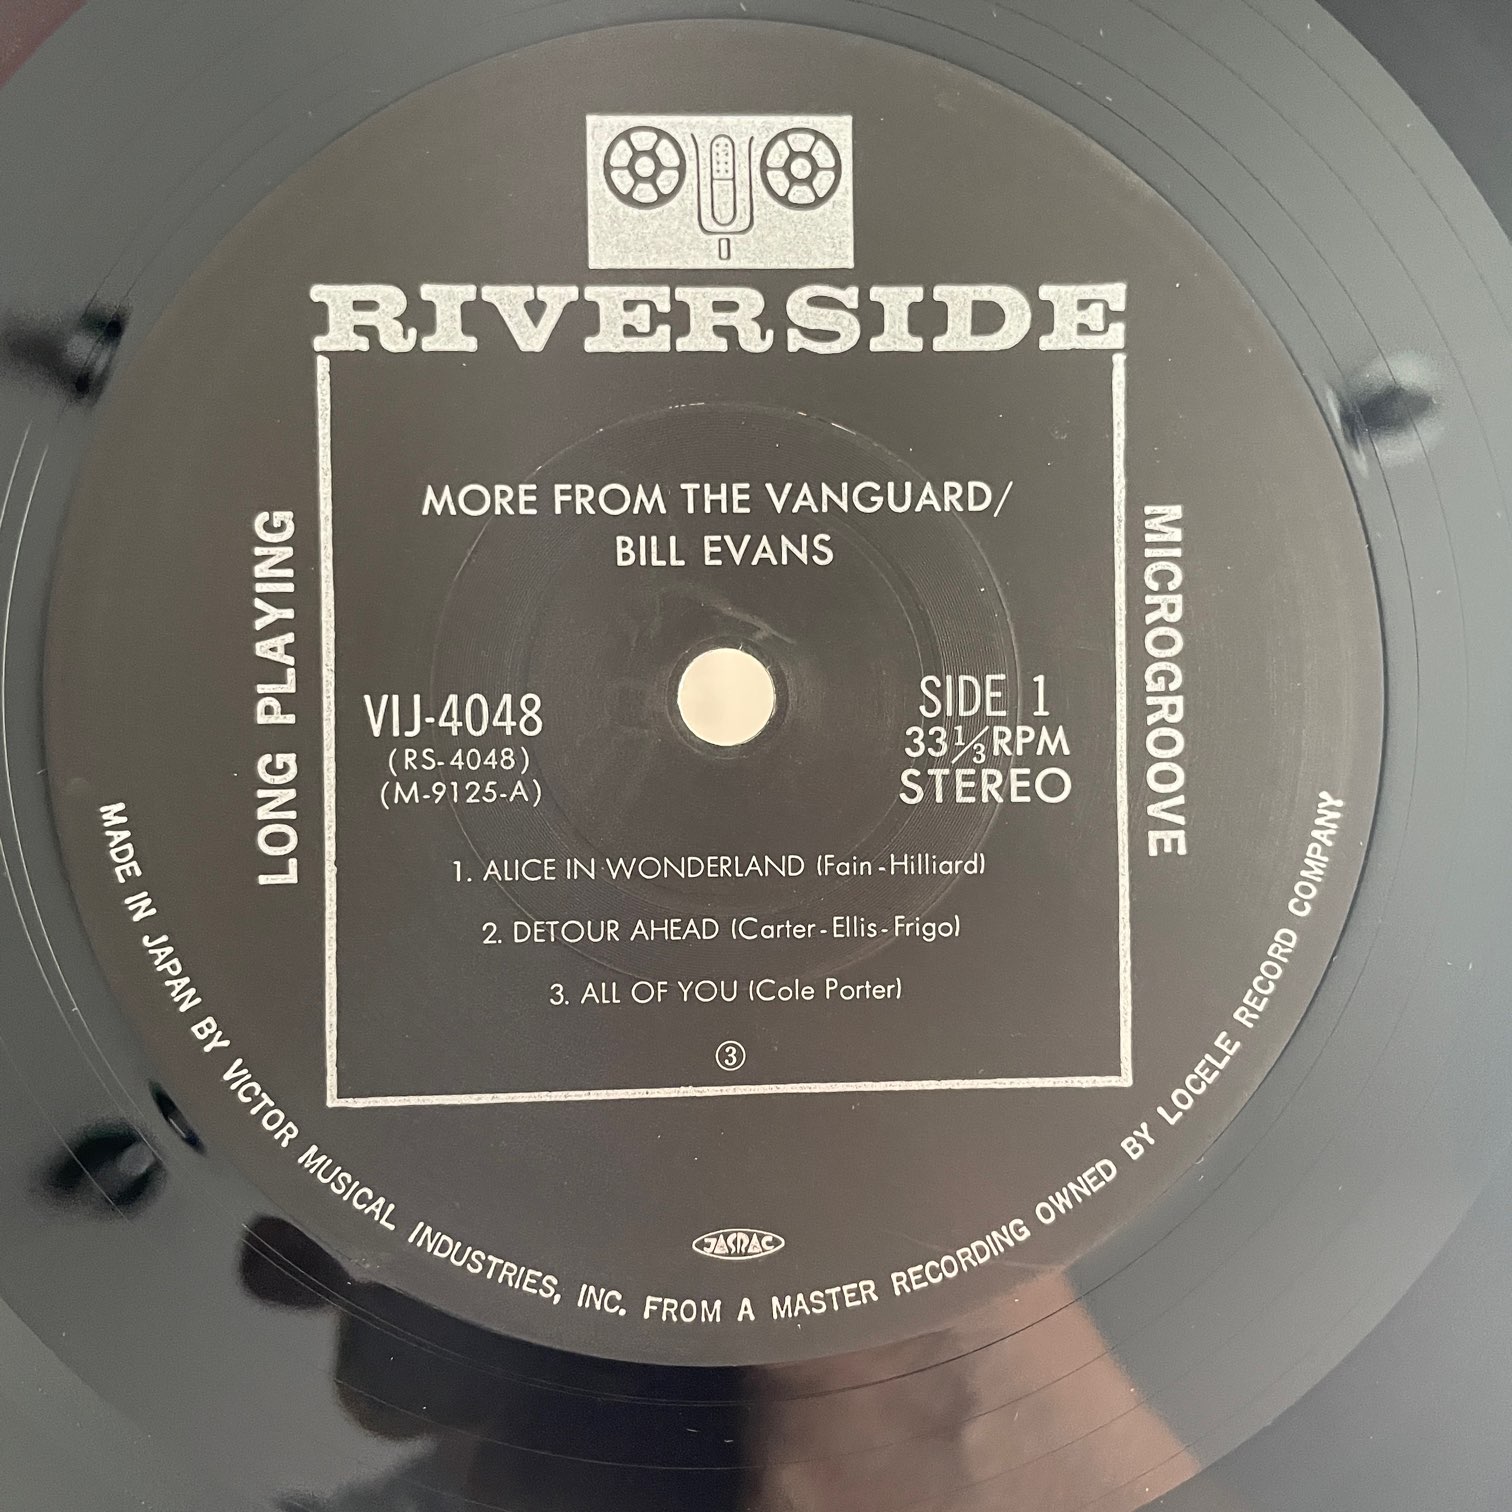 RIVERSIDE
MORE FROM THE VANGUARD/
BILL EVANS
LONG PLAYING
MICROGROOVE
VIJ-4048
(RS-4048)
(M-9125-A)
SIDE 1
33⅓RPM
STEREO
1. ALICE IN WONDERLAND (Fain-Hilliard)
2. DETOUR AHEAD (Carter-Ellis-Frigo)
3. ALL OF YOU (Cole Porter)
③
JASRAC
MADE IN JAPAN BY VICTOR MUSICAL INDUSTRIES, INC. FROM A MASTER RECORDING OWNED BY LOCELE RECORD COMPANY